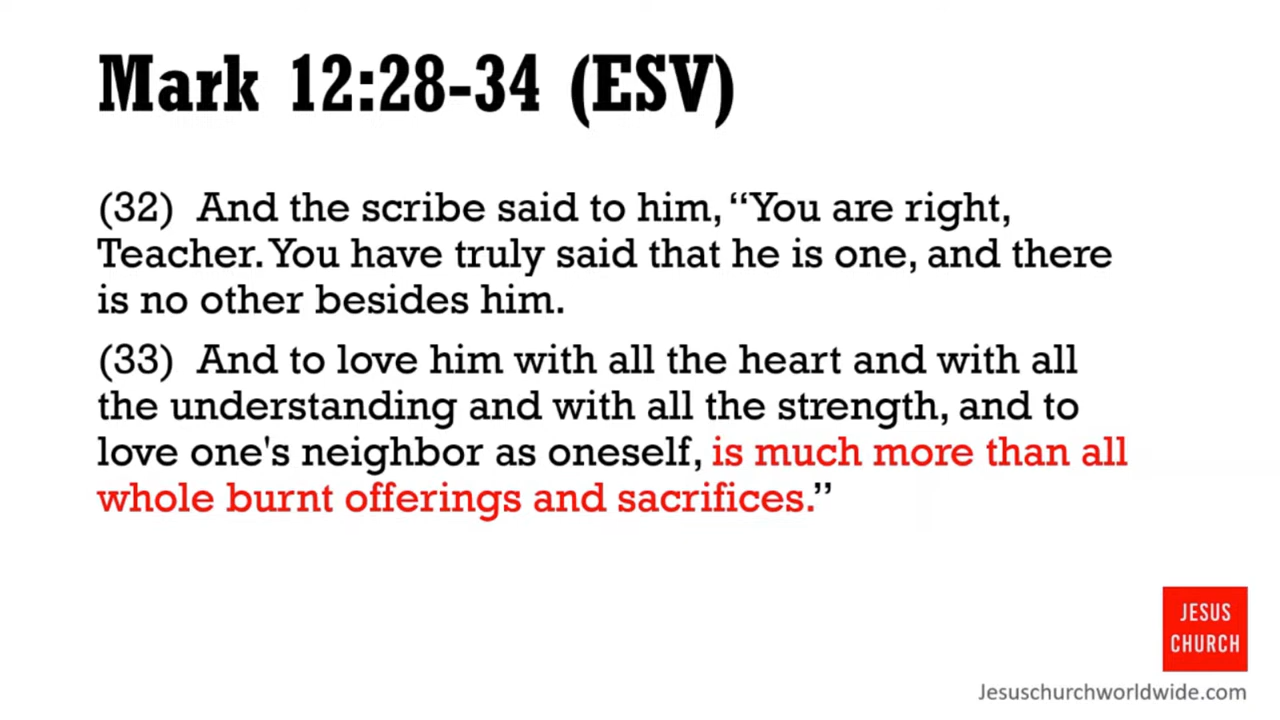 Mark 12:28-34 (ESV)
(32) And the scribe said to him, “You are right,
Teacher. You have truly said that he is one, and there
is no other besides him.
(33) And to love him with all the heart and with all
the understanding and with all the strength, and to
love one's neighbor as oneself, is much more than all
whole burnt offerings and sacrifices.”
JESUS
CHURCH
Jesuschurchworldwide.com